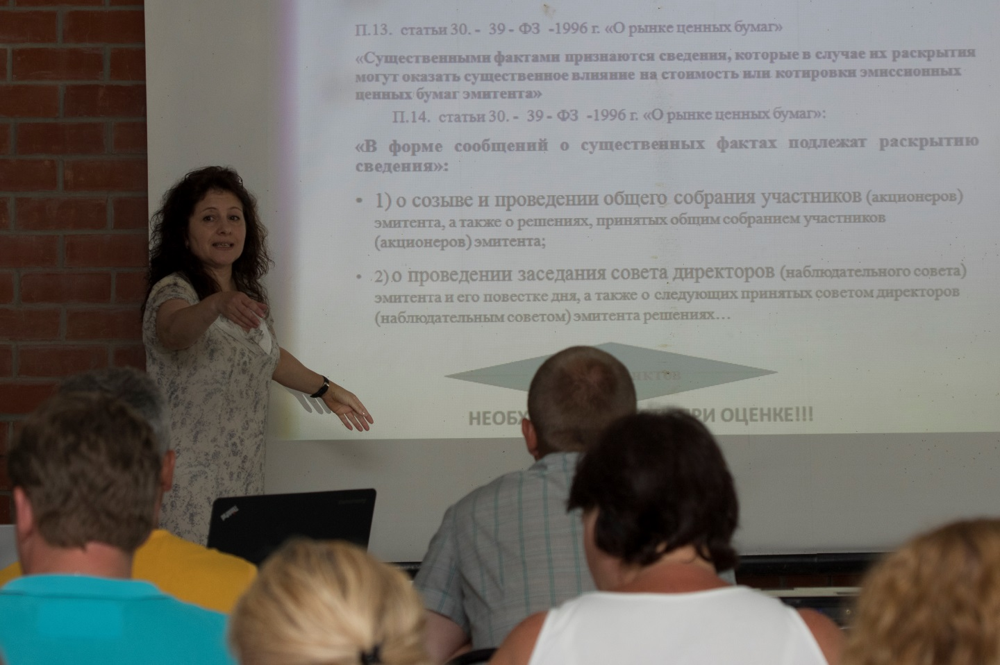 П.13. статьи 30. - 39 - ФЗ -1996 г. «О рынке ценных бумаг»
«Существенными фактами признаются сведения, которые в случае их раскрытия
могут оказать существенное влияние на стоимость или котировки эмиссионных
ценных бумаг эмитента»
П.14. статьи 30. - 39 - ФЗ -1996 г. «О рынке ценных бумаг»:
«В форме сообщений о существенных фактах подлежат раскрытию
сведения»:
• 1) о созыве и проведении общего собрания участников (акционеров)
эмитента, а также о решениях, принятых общим собранием участников
(акционеров) эмитента;
• 2) о проведении заседания совета директоров (наблюдательного совета)
эмитента и его повестке дня, а также о следующих принятых советом директоров
(наблюдательным советом) эмитента решениях…
ПРИ ОЦЕНКЕ!!!